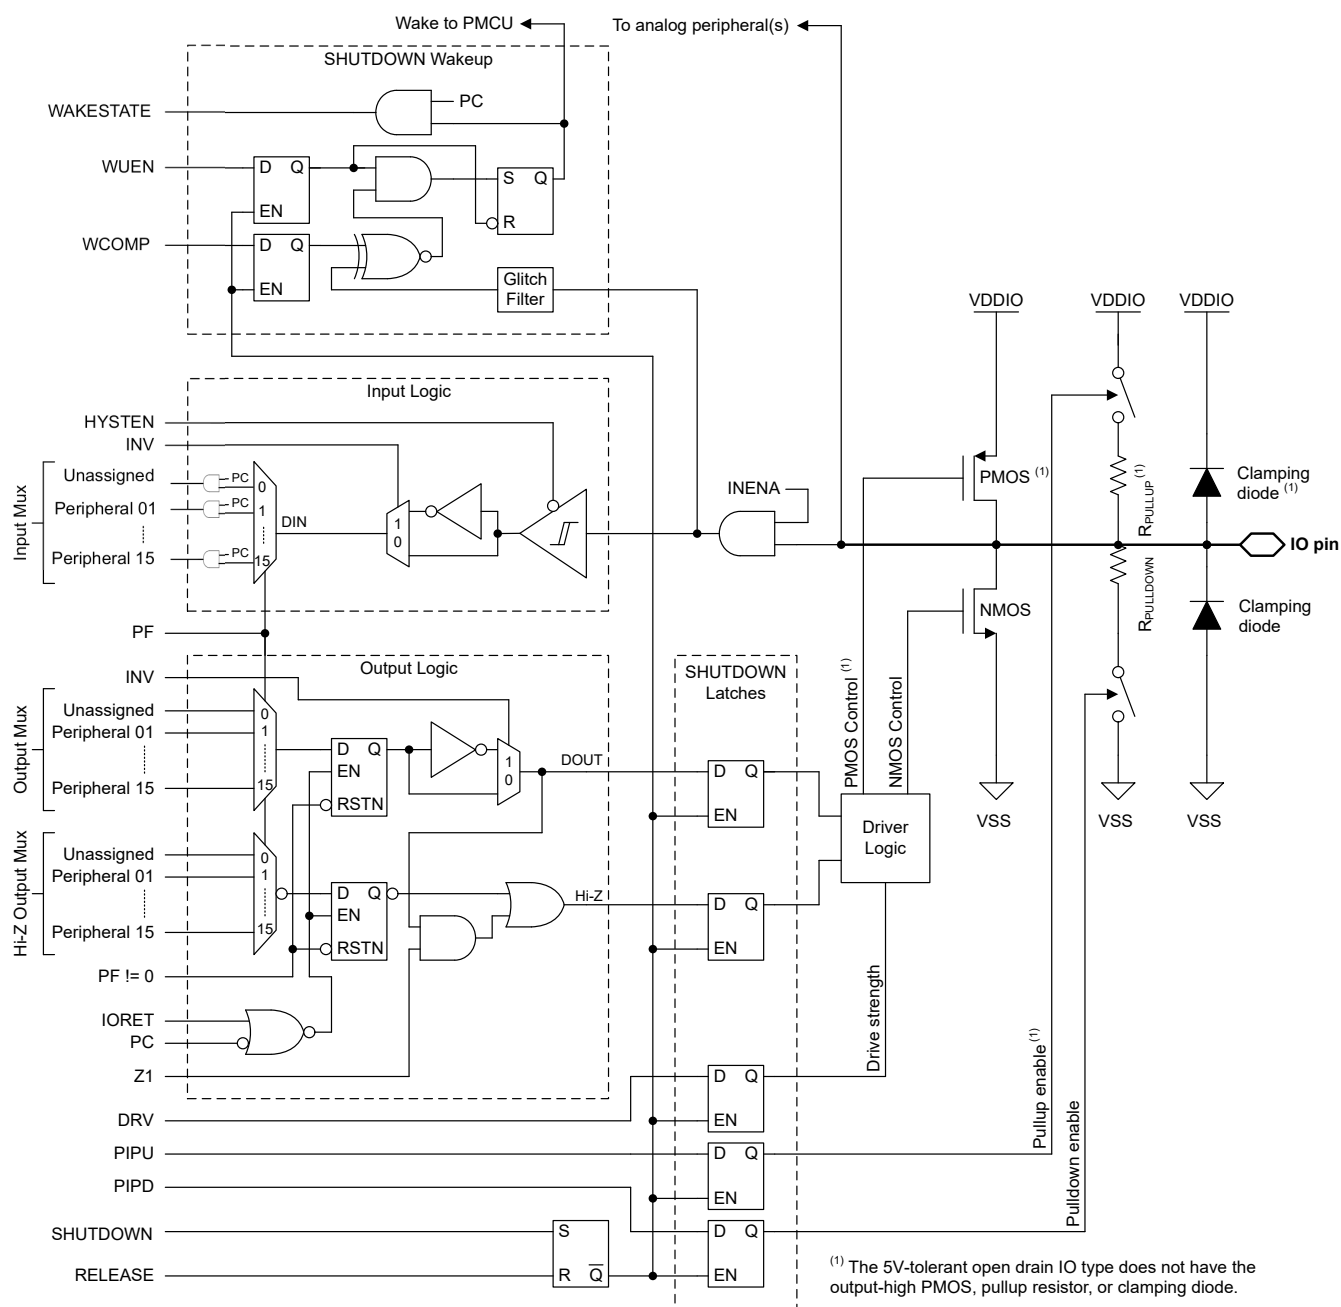 Wake to PMCU
To analog peripheral(s)
SHUTDOWN Wakeup
WAKESTATE
PC
WUEN
D Q
EN
S Q
R
WCOMP
D Q
EN
Glitch
Filter
VDDIO
VDDIO
VDDIO
Input Logic
HYSTEN
INV
Input Mux
Unassigned
PC
0
Peripheral 01
PC
1
DIN
Peripheral 15
PC
15
1
0
INENA
PMOS (1)
RPULLUP (1)
Clamping
diode (1)
IO pin
RPULLDOWN
NMOS
Clamping
diode
PF
Output Logic
INV
Output Mux
Unassigned
0
Peripheral 01
1
Peripheral 15
15
D Q
EN
RSTN
1
0
DOUT
SHUTDOWN
Latches
D Q
EN
PMOS Control (1)
NMOS Control
Driver
Logic
VSS
VSS
VSS
Hi-Z Output Mux
Unassigned
0
Peripheral 01
1
Peripheral 15
15
D Q
EN
RSTN
Hi-Z
D Q
EN
PF != 0
IORET
PC
Z1
Drive strength
DRV
D Q
EN
PIPU
D Q
EN
Pullup enable (1)
PIPD
Pulldown enable
SHUTDOWN
S
D Q
RELEASE
R Q
EN
(1) The 5V-tolerant open drain IO type does not have the
output-high PMOS, pullup resistor, or clamping diode.